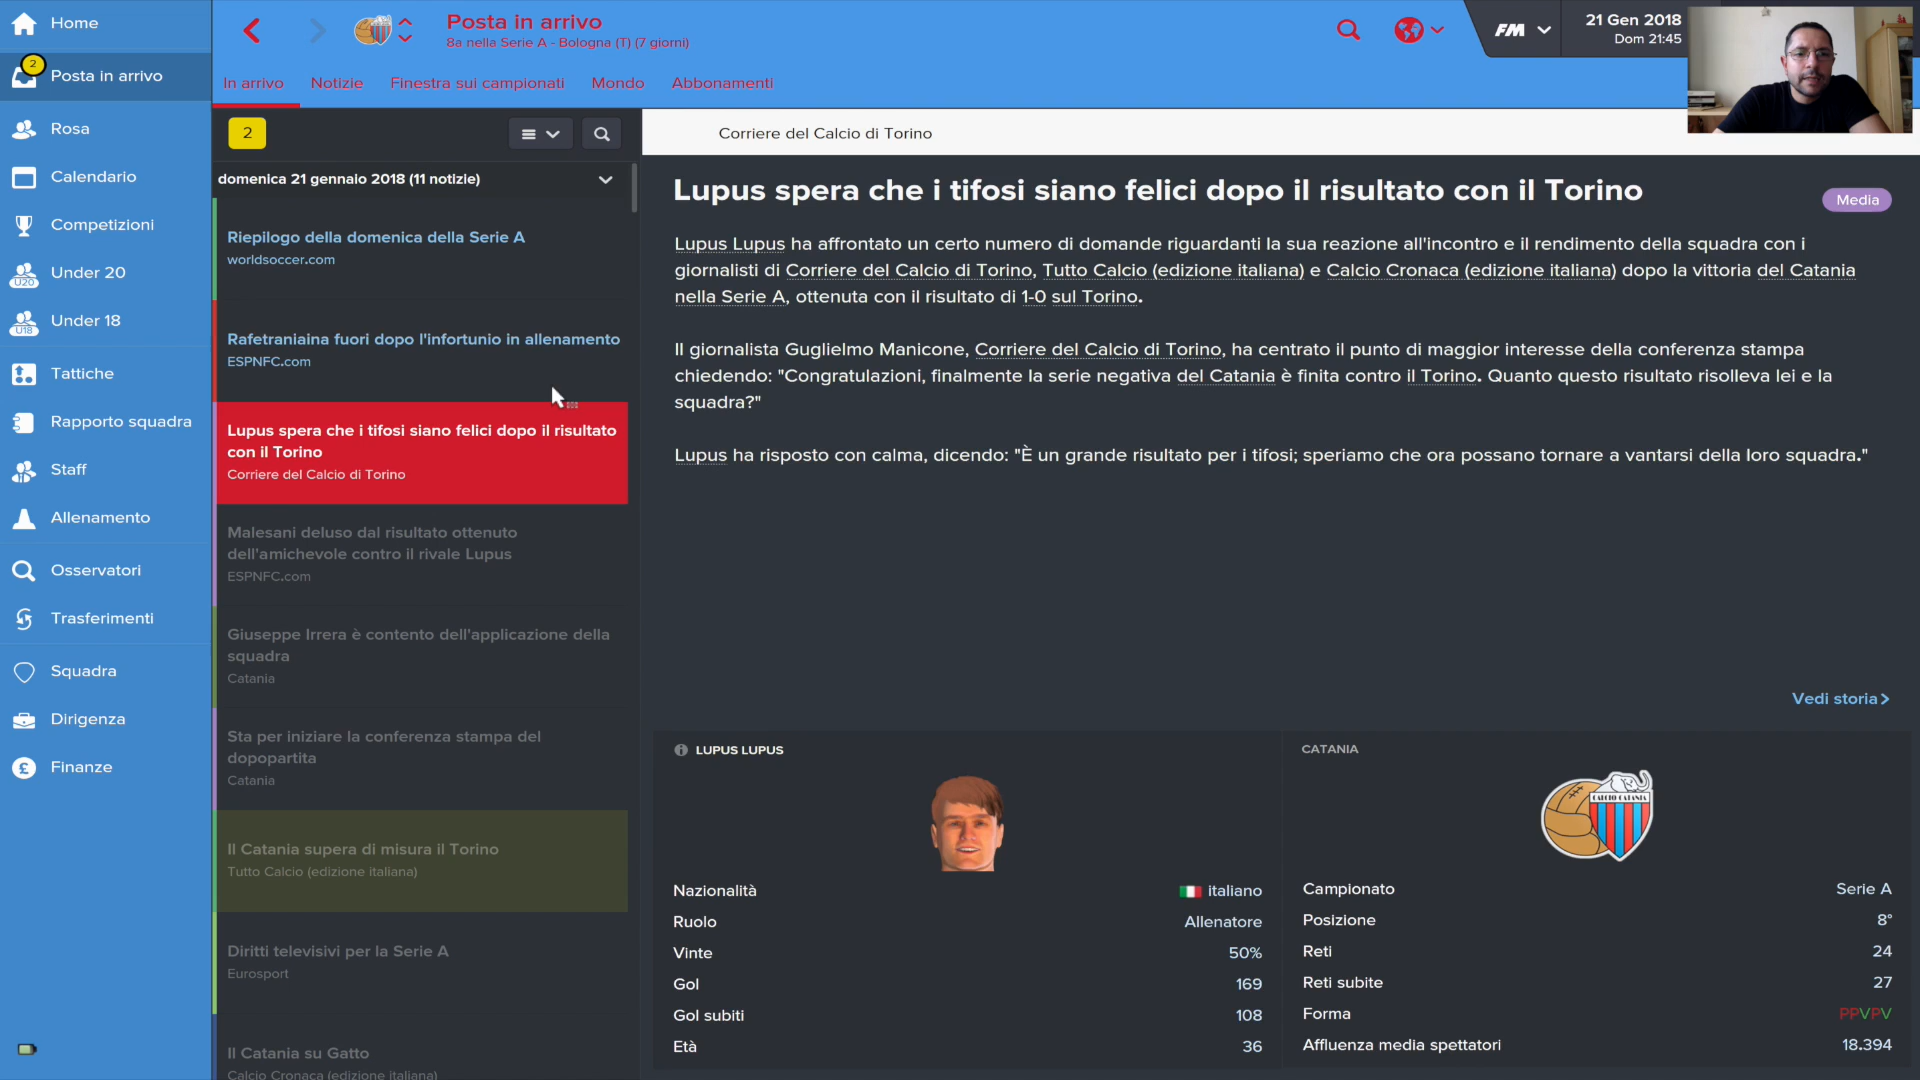 Home
2
Posta in arrivo
Rosa
Calendario
Competizioni
Under 20
U20
Under 18
U18
Tattiche
Rapporto squadra
Staff
Allenamento
Osservatori
Trasferimenti
Squadra
Dirigenza
Finanze
Posta in arrivo
8a nella Serie A - Bologna (T) (7 giorni)
FM
21 Gen 2018
Dom 21:45
In arrivo
Notizie
Finestra sui campionati
Mondo
Abbonamenti
2
domenica 21 gennaio 2018 (11 notizie)
Riepilogo della domenica della Serie A
worldsoccer.com
Rafetraniaina fuori dopo l'infortunio in allenamento
ESPNFC.com
Lupus spera che i tifosi siano felici dopo il risultato
con il Torino
Corriere del Calcio di Torino
Malesani deluso dal risultato ottenuto
dell'amichevole contro il rivale Lupus
ESPNFC.com
Giuseppe Irrera è contento dell'applicazione della
squadra
Catania
Sta per iniziare la conferenza stampa del
dopopartita
Catania
Il Catania supera di misura il Torino
Tutto Calcio (edizione italiana)
Diritti televisivi per la Serie A
Eurosport
Il Catania su Gatto
Calcio Cronaca (edizione italiana)
Corriere del Calcio di Torino
Lupus spera che i tifosi siano felici dopo il risultato con il Torino
Media
Lupus Lupus ha affrontato un certo numero di domande riguardanti la sua reazione all'incontro e il rendimento della squadra con i
giornalisti di Corriere del Calcio di Torino, Tutto Calcio (edizione italiana) e Calcio Cronaca (edizione italiana) dopo la vittoria del Catania
nella Serie A, ottenuta con il risultato di 1-0 sul Torino.
Il giornalista Guglielmo Manicone, Corriere del Calcio di Torino, ha centrato il punto di maggior interesse della conferenza stampa
chiedendo: "Congratulazioni, finalmente la serie negativa del Catania è finita contro il Torino. Quanto questo risultato risolleva lei e la
squadra?"
Lupus ha risposto con calma, dicendo: "È un grande risultato per i tifosi; speriamo che ora possano tornare a vantarsi della loro squadra."
Vedi storia
LUPUS LUPUS
Nazionalità italiano
Ruolo Allenatore
Vinte 50%
Gol 169
Gol subiti 108
Età 36
CATANIA
CALCIO CATANIA
Campionato Serie A
Posizione 8°
Reti 24
Reti subite 27
Forma PPVPV
Affluenza media spettatori 18.394